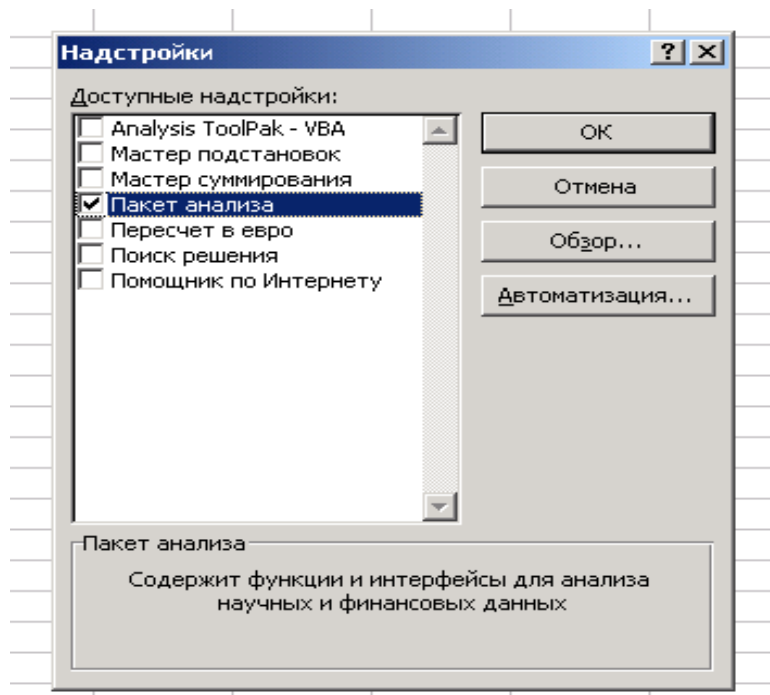 Надстройки
Доступные надстройки:
Analysis ToolPak - VBA
Мастер подстановок
Мастер суммирования
Пакет анализа
Пересчет в евро
Поиск решения
Помощник по Интернету
ОК
Отмена
Обзор...
Автоматизация...
Пакет анализа
Содержит функции и интерфейсы для анализа
научных и финансовых данных